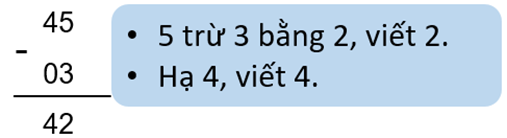 45
-
03
42
• 5 trừ 3 bằng 2, viết 2.
• Hạ 4, viết 4.